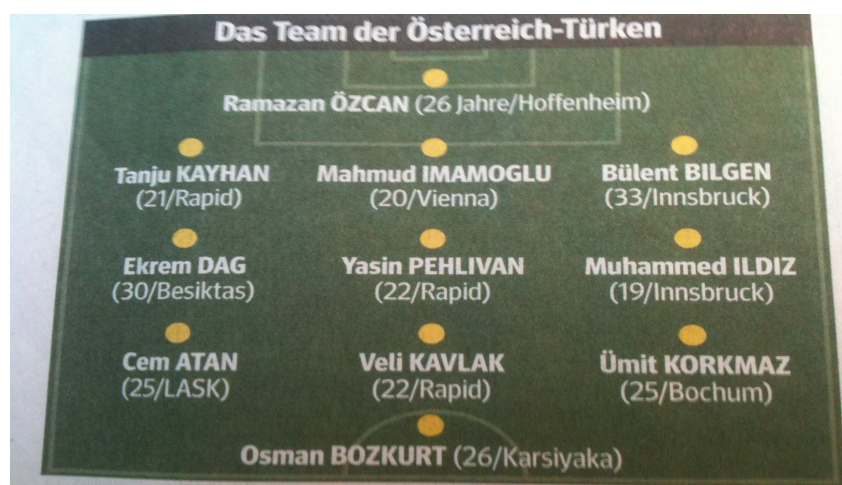 Das Team der Österreich-Türken
Ramazan ÖZCAN (26 Jahre/Hoffenheim)
Tanju KAYHAN
(21/Rapid)
Mahmud IMAMOGLU
(20/Vienna)
Bülent BILGEN
(33/Innsbruck)
Ekrem DAG
(30/Besiktas)
Yasin PEHLIVAN
(22/Rapid)
Muhammed ILDIZ
(19/Innsbruck)
Cem ATAN
(25/LASK)
Veli KAVLAK
(22/Rapid)
Ümit KORKMAZ
(25/Bochum)
Osman BOZKURT (26/Karsiyaka)